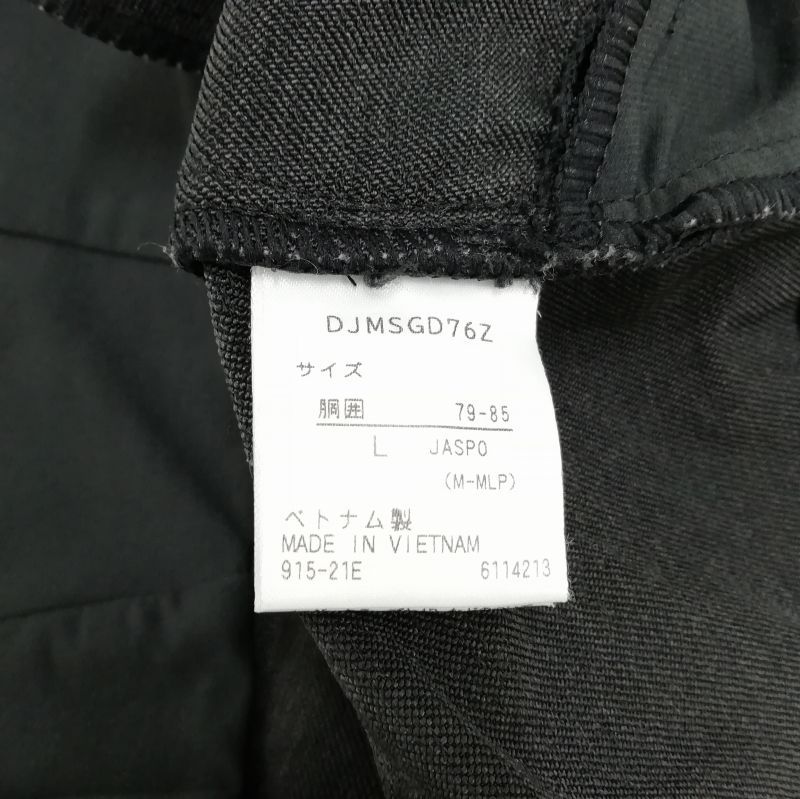 DJMSGD76Z
サイズ
胴囲 79-85
L JASPO
(M-MLP)
ベトナム製
MADE IN VIETNAM
915-21E 6114213